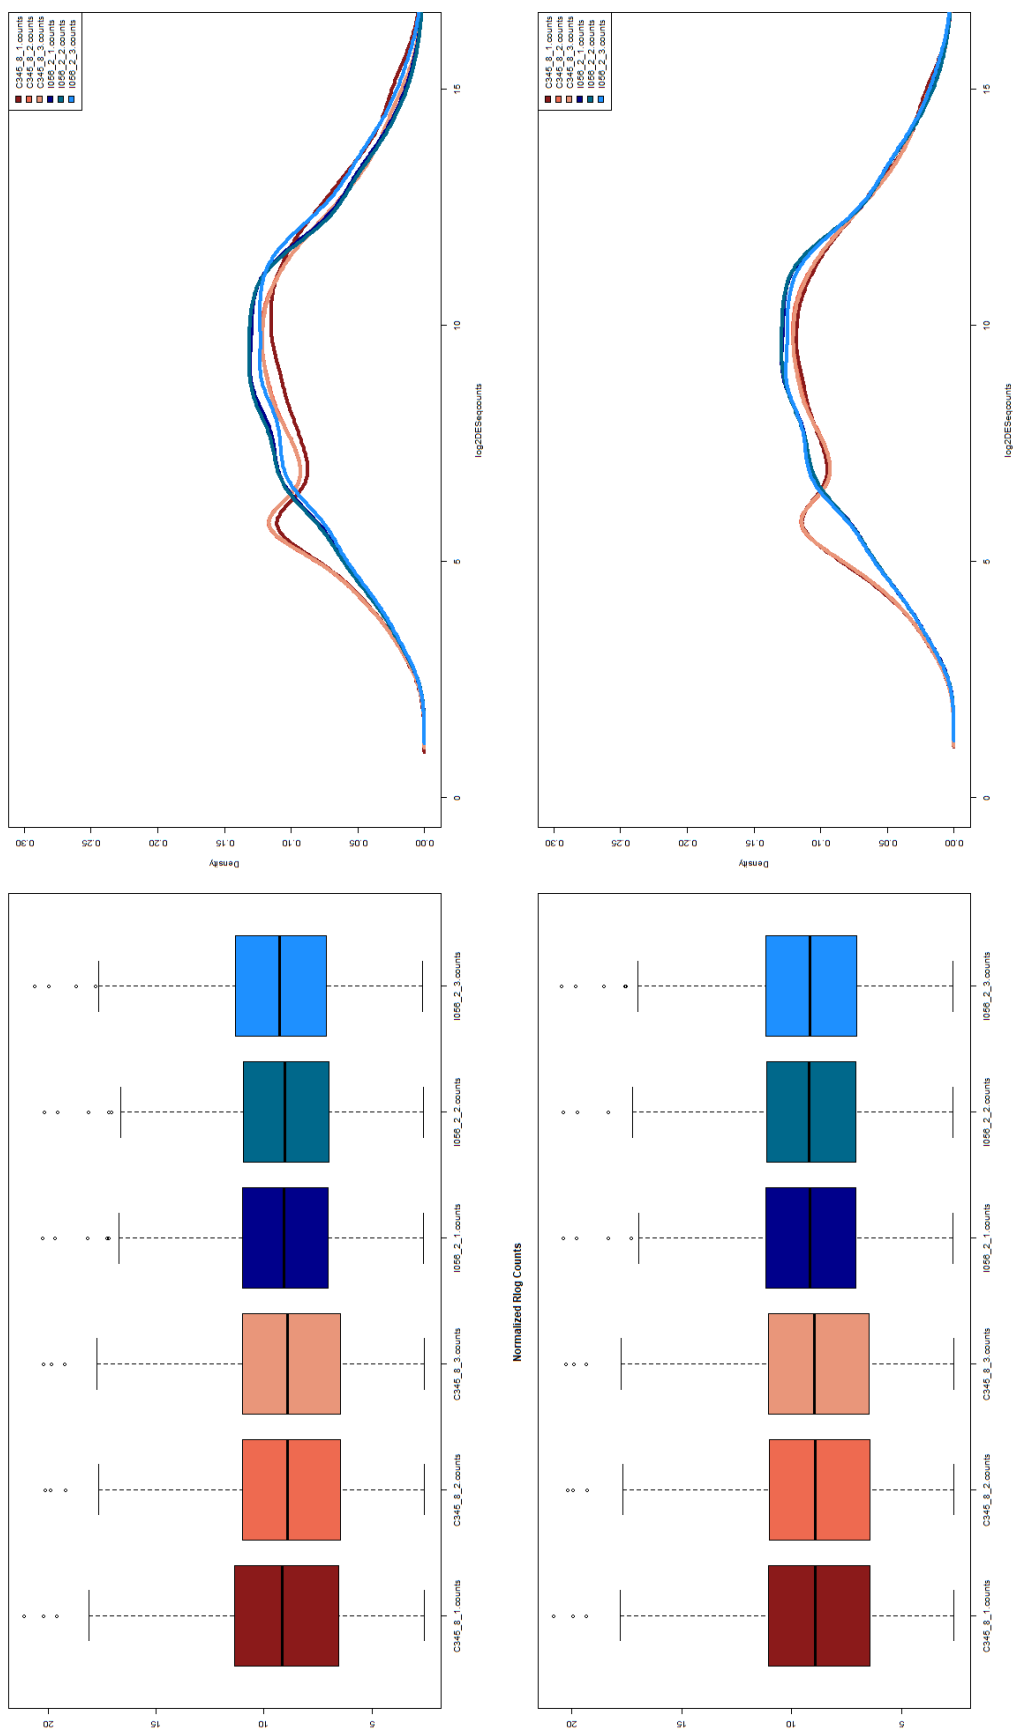 20
15
10
5
C345_8_1.counts
C345_8_2.counts
C345_8_3.counts
I056_2_1.counts
I056_2_2.counts
I056_2_3.counts
Density
0.30
0.25
0.20
0.15
0.10
0.05
0.00
C345_8_1.counts
C345_8_2.counts
C345_8_3.counts
I056_2_1.counts
I056_2_2.counts
I056_2_3.counts
0
5
10
15
log2DESeqcounts
Normalized Rlog Counts
20
15
10
5
C345_8_1.counts
C345_8_2.counts
C345_8_3.counts
I056_2_1.counts
I056_2_2.counts
I056_2_3.counts
Density
0.30
0.25
0.20
0.15
0.10
0.05
0.00
C345_8_1.counts
C345_8_2.counts
C345_8_3.counts
I056_2_1.counts
I056_2_2.counts
I056_2_3.counts
0
5
10
15
log2DESeqcounts